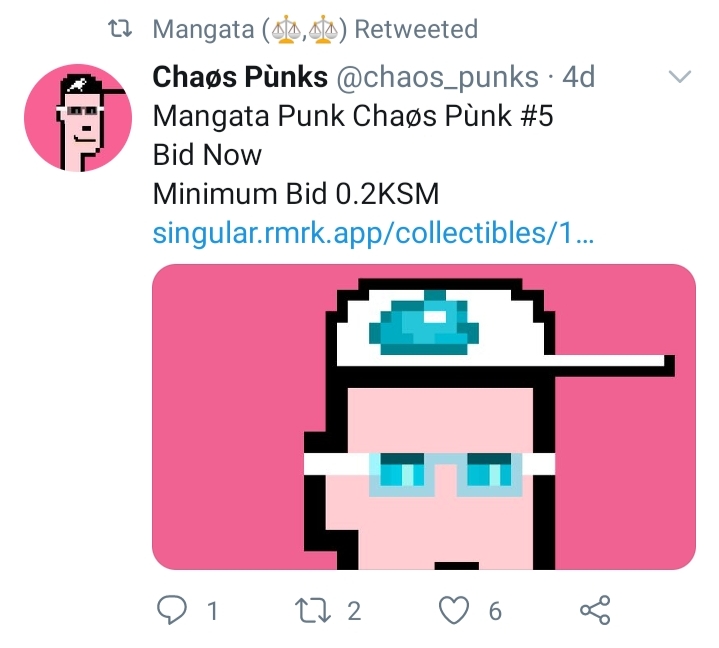 Mangata (⚖️,⚖️) Retweeted
Chaøs Pùnks @chaos_punks · 4d
Mangata Punk Chaøs Pùnk #5
Bid Now
Minimum Bid 0.2KSM
singular.rmrk.app/collectibles/1...
1 2 6